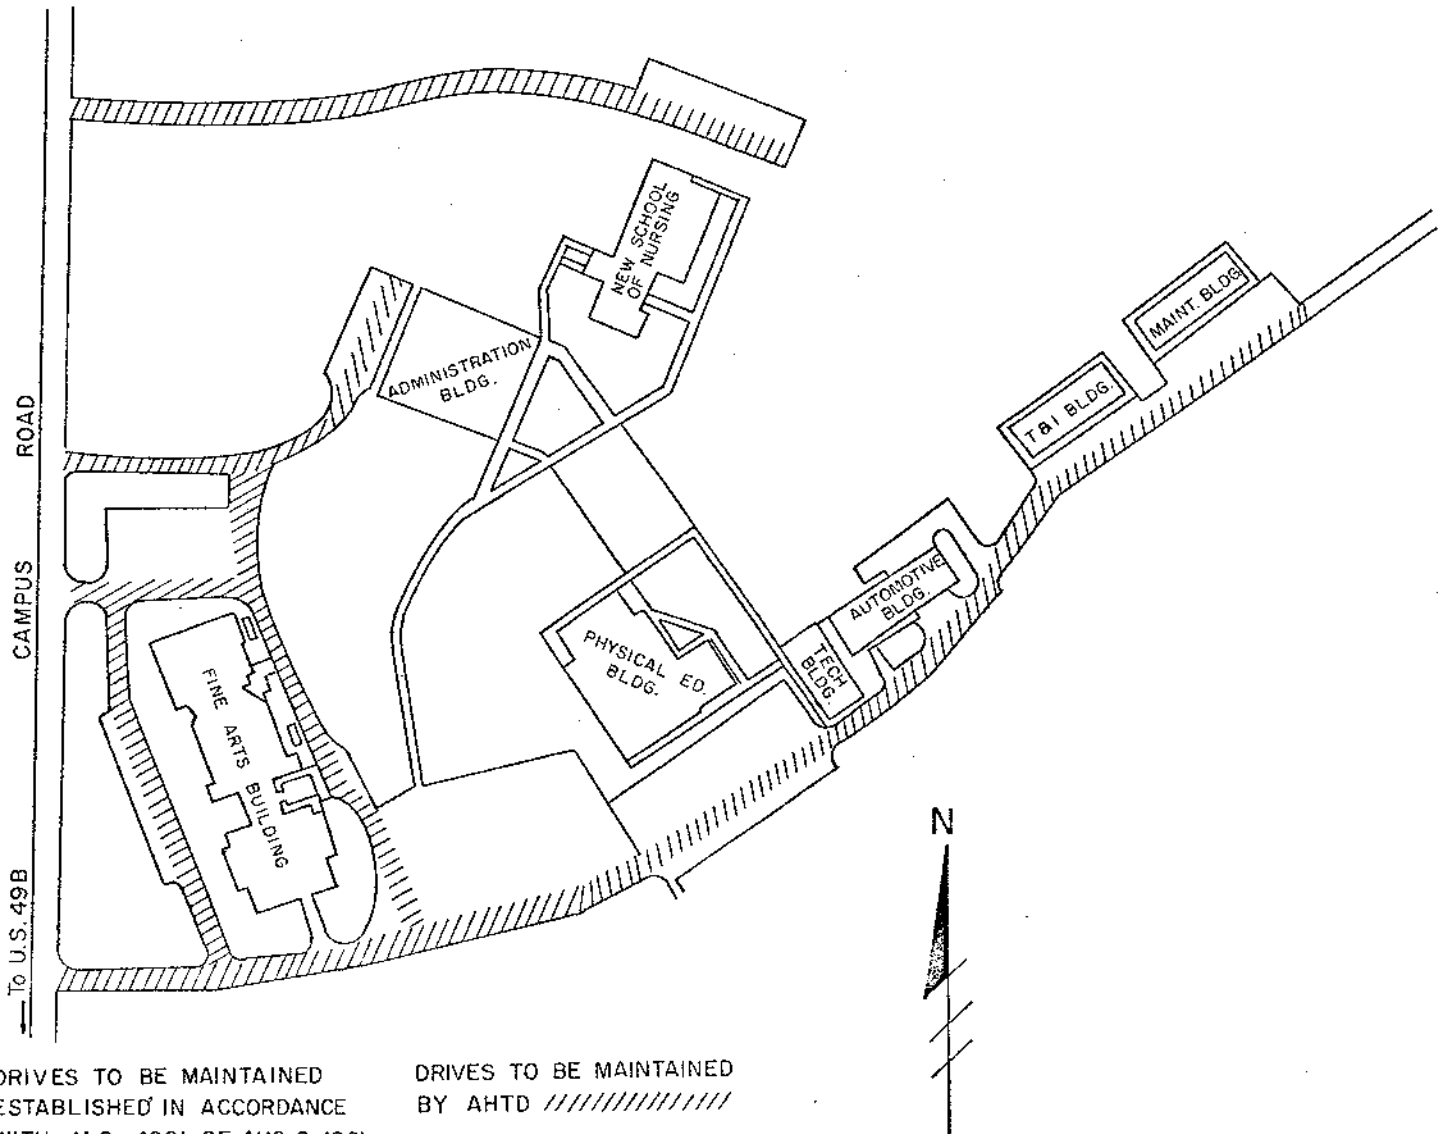 NEW SCHOOL
OF NURSING
ADMINISTRATION
BLDG.
MAINT. BLDG.
T&I BLDG.
AUTOMOTIVE
BLDG.
TECH
BLDG.
PHYSICAL ED.
BLDG.
FINE ARTS BUILDING
CAMPUS ROAD
To U.S. 49B
N
DRIVES TO BE MAINTAINED
ESTABLISHED IN ACCORDANCE
DRIVES TO BE MAINTAINED
BY AHTD